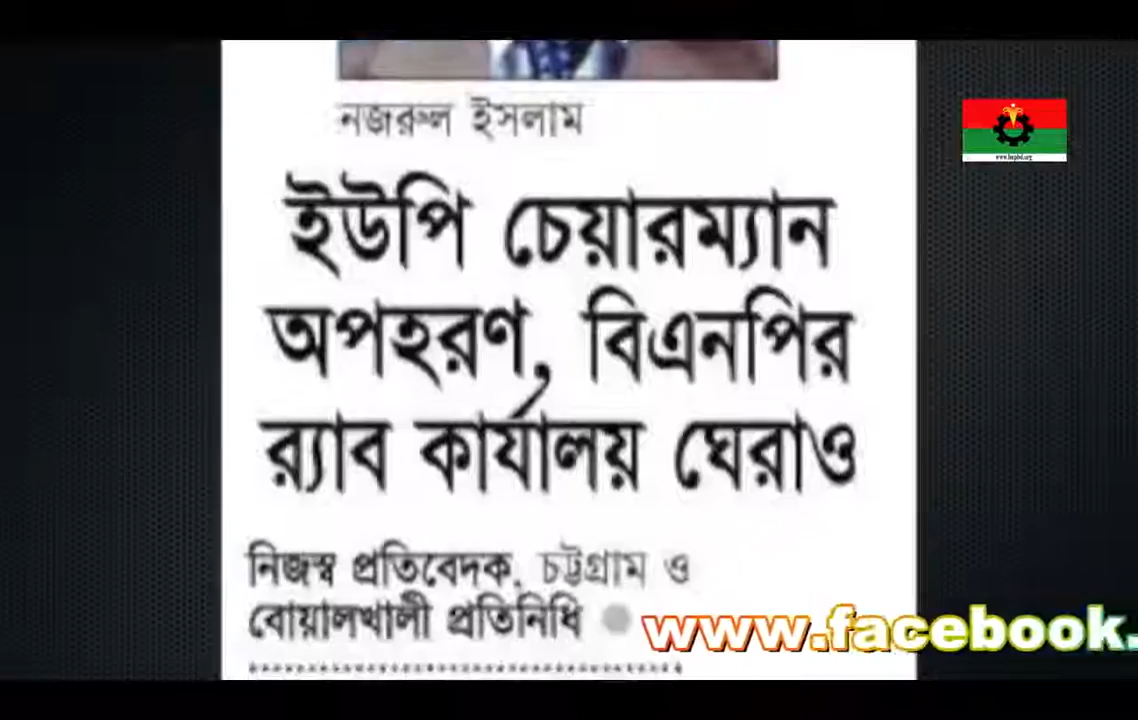 নজরুল ইসলাম
ইউপি চেয়ারম্যান
অপহরণ, বিএনপির
র‍্যাব কার্যালয় ঘেরাও
নিজস্ব প্রতিবেদক, চট্টগ্রাম ও
বোয়ালখালী প্রতিনিধি
www.facebook.